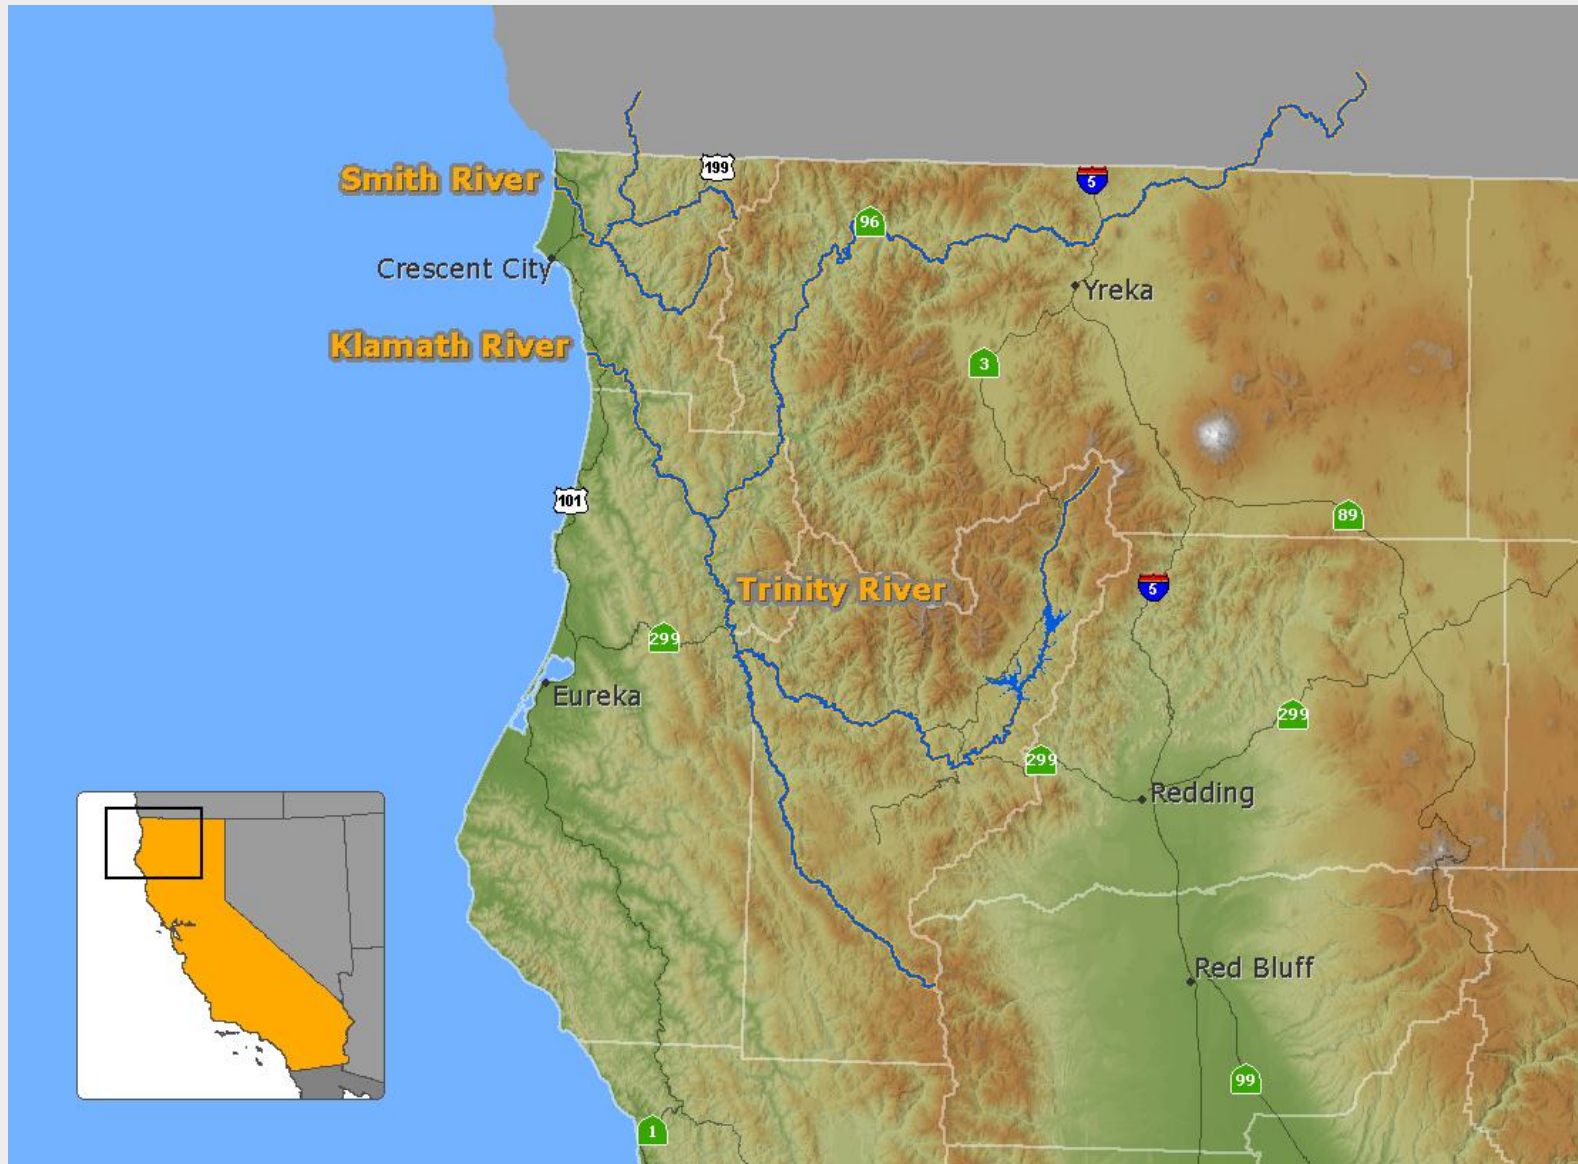 199
Smith River
5
96
Crescent City
Yreka
Klamath River
3
101
89
Trinity River
5
299
Eureka
299
299
Redding
Red Bluff
99
1